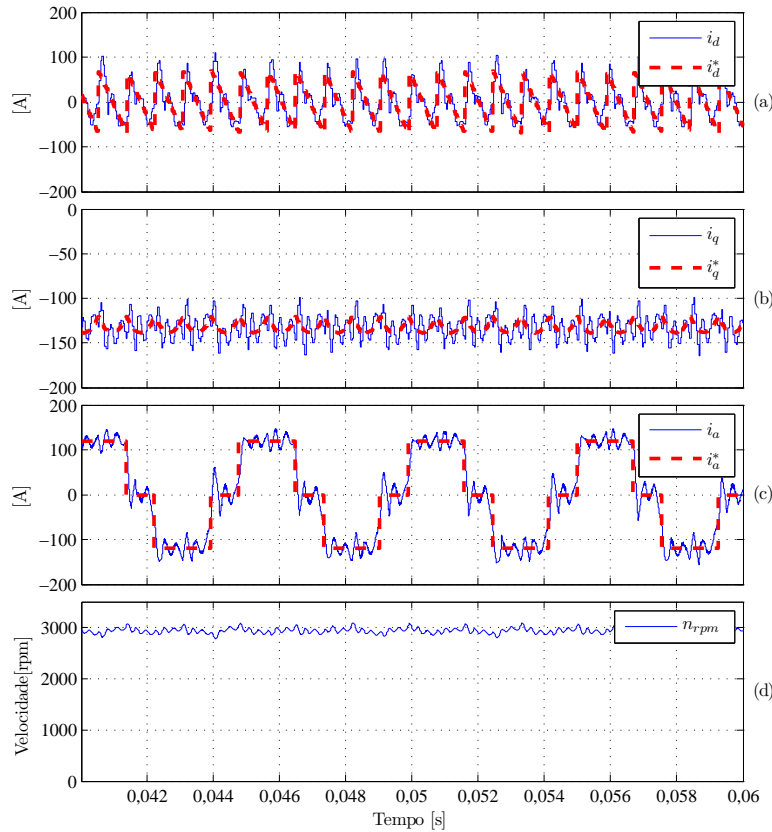 200
100
0
−100
−200
[A]
i_d
i_d^*
(a)
0
−50
−100
−150
−200
[A]
i_q
i_q^*
(b)
200
100
0
−100
−200
[A]
i_a
i_a^*
(c)
3000
2000
1000
0
Velocidade[rpm]
n_{rpm}
(d)
0,042 0,044 0,046 0,048 0,05 0,052 0,054 0,056 0,058 0,06
Tempo [s]